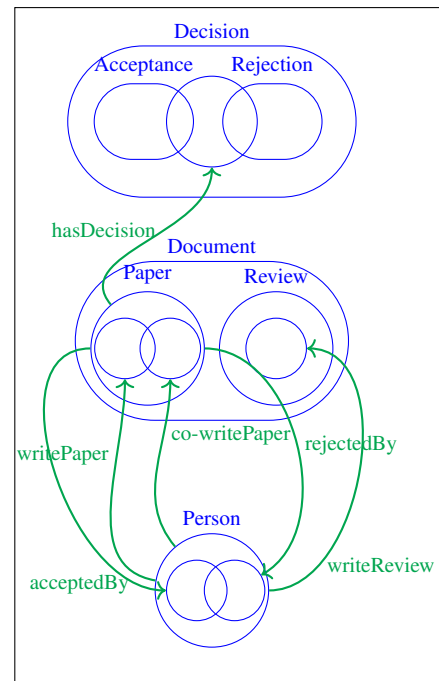 Decision
Acceptance Rejection
hasDecision
Document
Paper Review
co-writePaper
rejectedBy
writePaper
Person
writeReview
acceptedBy